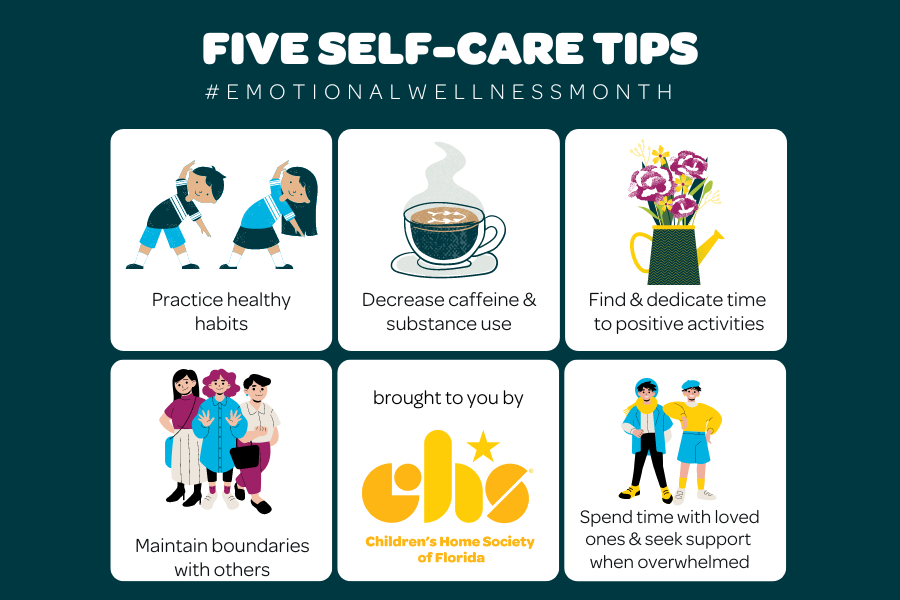 FIVE SELF-CARE TIPS
#EMOTIONALWELLNESSMONTH
Practice healthy
habits
Decrease caffeine &
substance use
Find & dedicate time
to positive activities
Maintain boundaries
with others
brought to you by
chs®
Children's Home Society
of Florida
Spend time with loved
ones & seek support
when overwhelmed